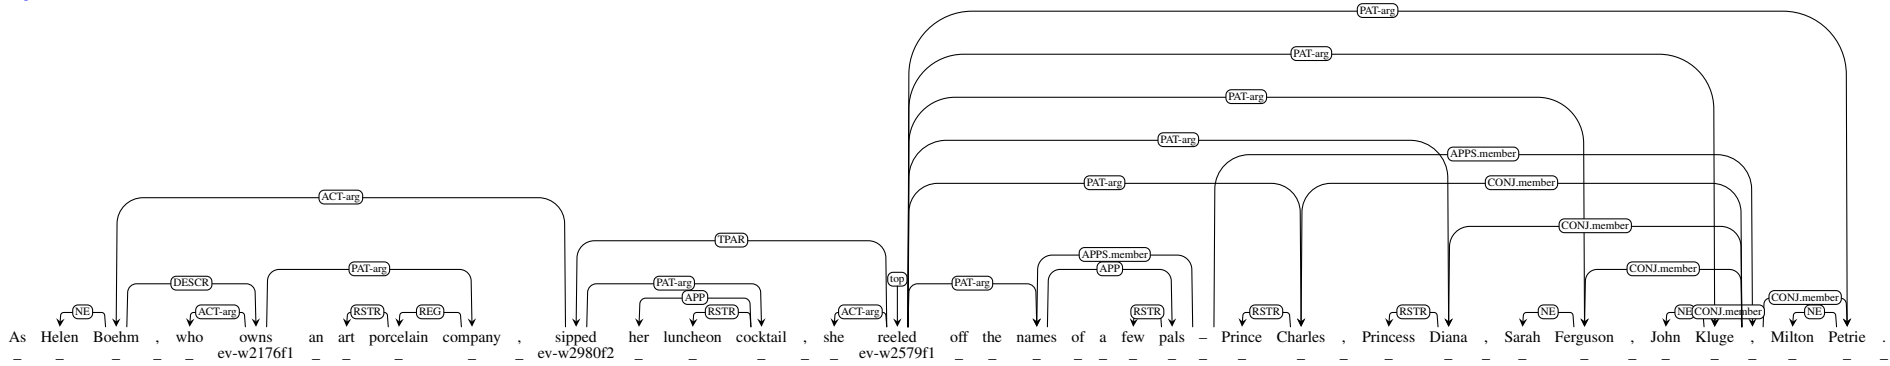 PAT-arg
PAT-arg
PAT-arg
PAT-arg
APPS.member
PAT-arg CONJ.member
ACT-arg
CONJ.member
TPAR
APPS.member
PAT-arg APP CONJ.member
DESCR PAT-arg top PAT-arg
APP CONJ.member
NE ACT-arg RSTR REG RSTR ACT-arg RSTR RSTR RSTR NE NE CONJ.member NE
As Helen Boehm , who owns an art porcelain company , sipped her luncheon cocktail , she reeled off the names of a few pals – Prince Charles , Princess Diana , Sarah Ferguson , John Kluge , Milton Petrie .
_ _ _ _ _ ev-w2176f1 _ _ _ _ _ ev-w2980f2 _ _ _ _ _ ev-w2579f1 _ _ _ _ _ _ _ _ _ _ _ _ _ _ _ _ _ _ _ _ _ _